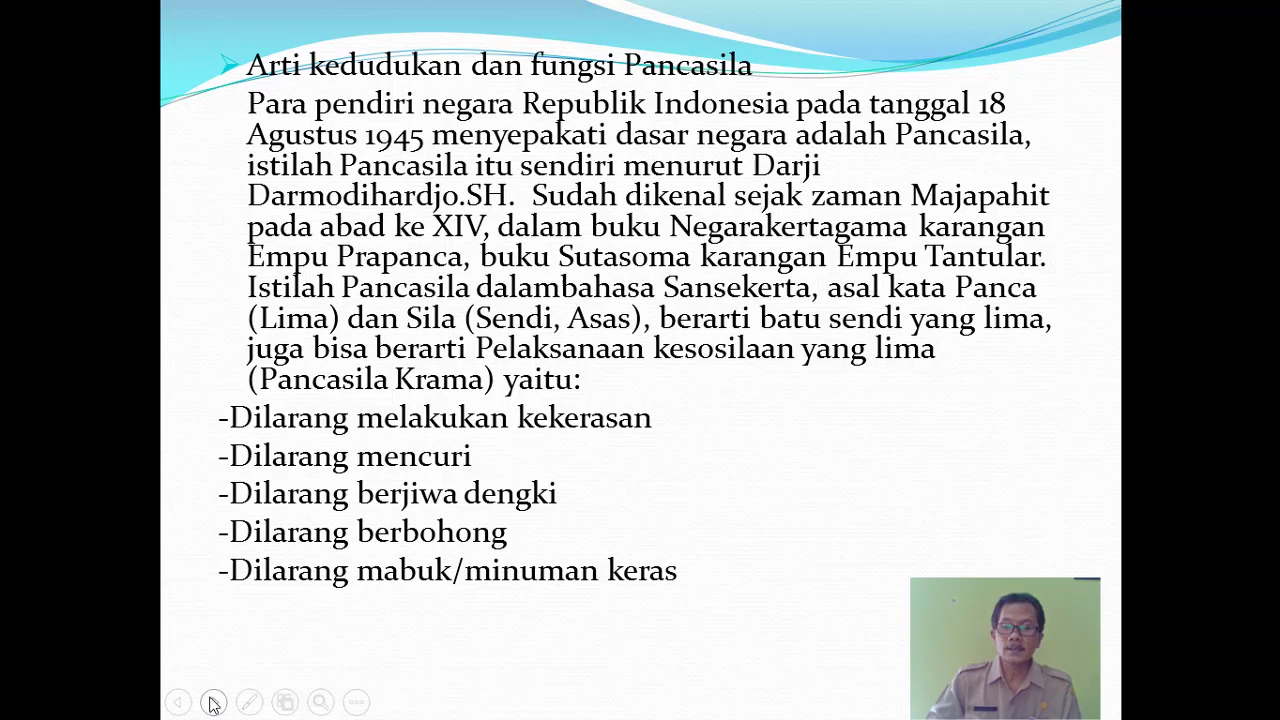 Arti kedudukan dan fungsi Pancasila
Para pendiri negara Republik Indonesia pada tanggal 18
Agustus 1945 menyepakati dasar negara adalah Pancasila,
istilah Pancasila itu sendiri menurut Darji
Darmodihardjo.SH.  Sudah dikenal sejak zaman Majapahit
pada abad ke XIV, dalam buku Negarakertagama karangan
Empu Prapanca, buku Sutasoma karangan Empu Tantular.
Istilah Pancasila dalambahasa Sansekerta, asal kata Panca
(Lima) dan Sila (Sendi, Asas), berarti batu sendi yang lima,
juga bisa berarti Pelaksanaan kesosilaan yang lima
(Pancasila Krama) yaitu:
-Dilarang melakukan kekerasan
-Dilarang mencuri
-Dilarang berjiwa dengki
-Dilarang berbohong
-Dilarang mabuk/minuman keras